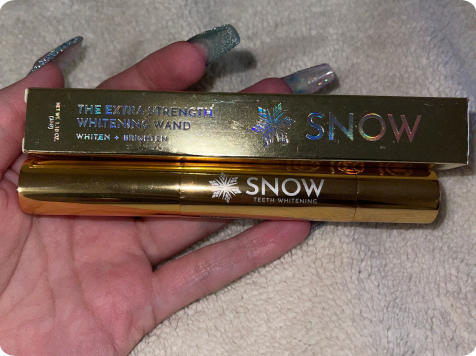 THE EXTRA STRENGTH
WHITENING WAND
WHITEN + BRIGHTEN
SNOW
SNOW
TEETH WHITENING